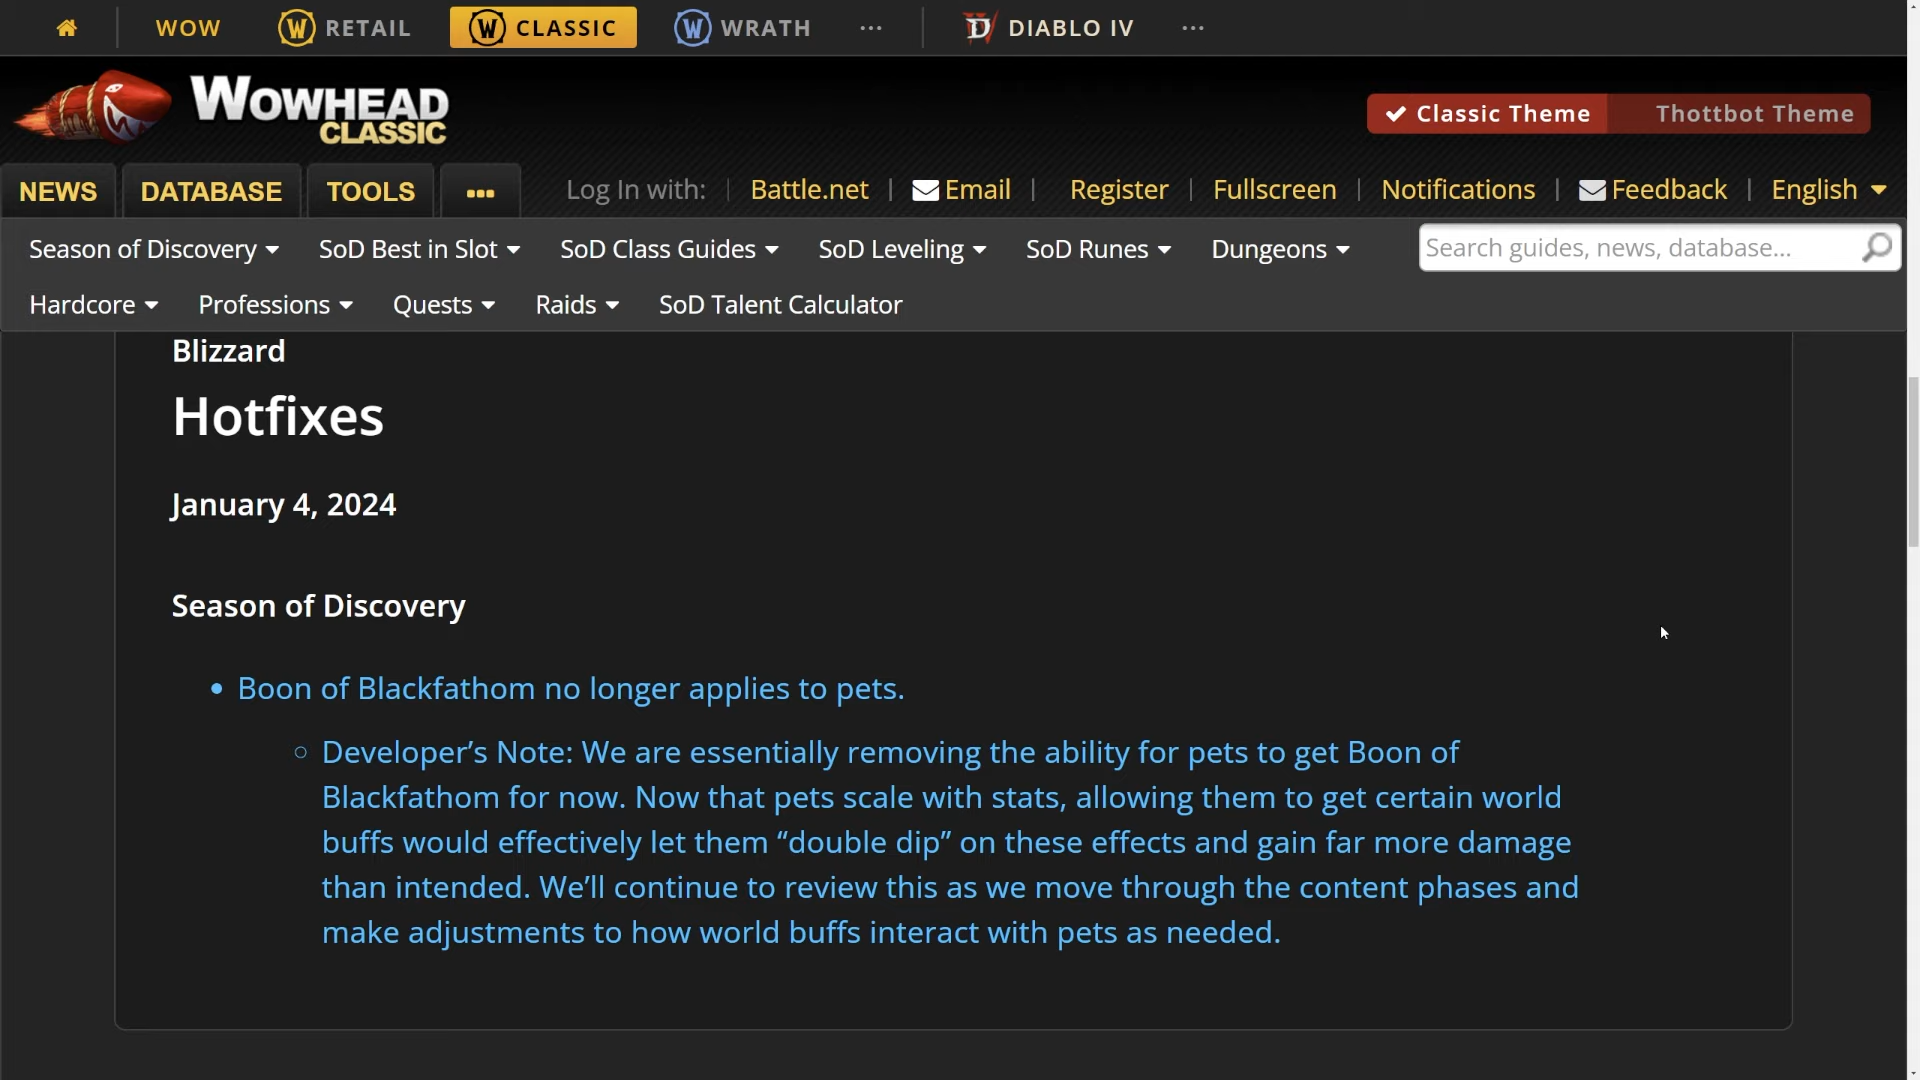 WOW RETAIL CLASSIC WRATH ... DIABLO IV ...
WOWHEAD
CLASSIC
Classic Theme Thottbot Theme
NEWS DATABASE TOOLS ... Log In with: Battle.net Email Register Fullscreen Notifications Feedback English
Season of Discovery SoD Best in Slot SoD Class Guides SoD Leveling SoD Runes Dungeons Search guides, news, database...
Hardcore Professions Quests Raids SoD Talent Calculator
Blizzard
Hotfixes
January 4, 2024
Season of Discovery
• Boon of Blackfathom no longer applies to pets.
○ Developer’s Note: We are essentially removing the ability for pets to get Boon of
Blackfathom for now. Now that pets scale with stats, allowing them to get certain world
buffs would effectively let them “double dip” on these effects and gain far more damage
than intended. We’ll continue to review this as we move through the content phases and
make adjustments to how world buffs interact with pets as needed.